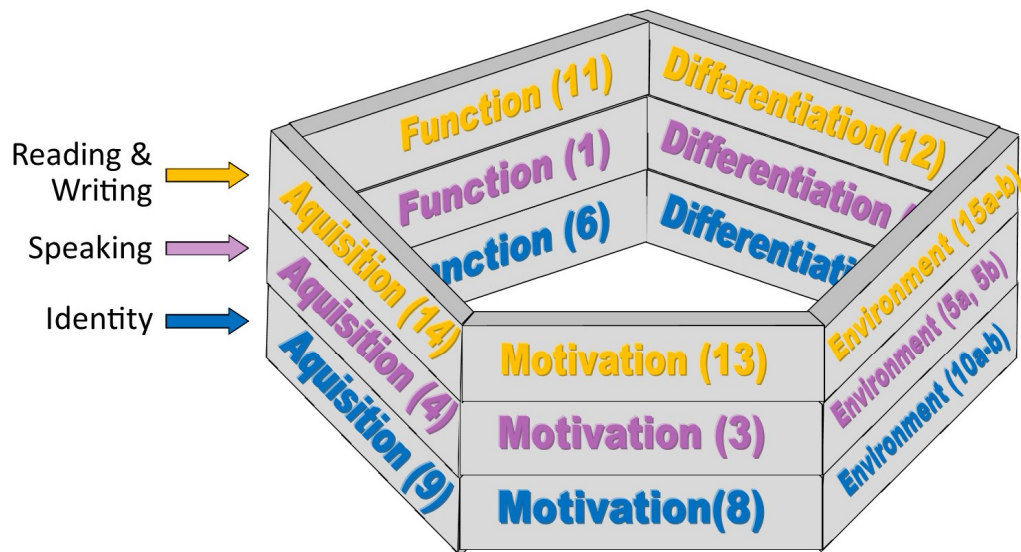 Reading &
Writing
Speaking
Identity
Function (11)
Differentiation(12)
Function (1)
Differentiation (
unction (6)
Differentiati
Aquisition (14)
Aquisition (4)
Aquisition (9)
Motivation (13)
Motivation (3)
Motivation(8)
Environment (15a-b)
Environment (5a, 5b)
Environment (10a-b)